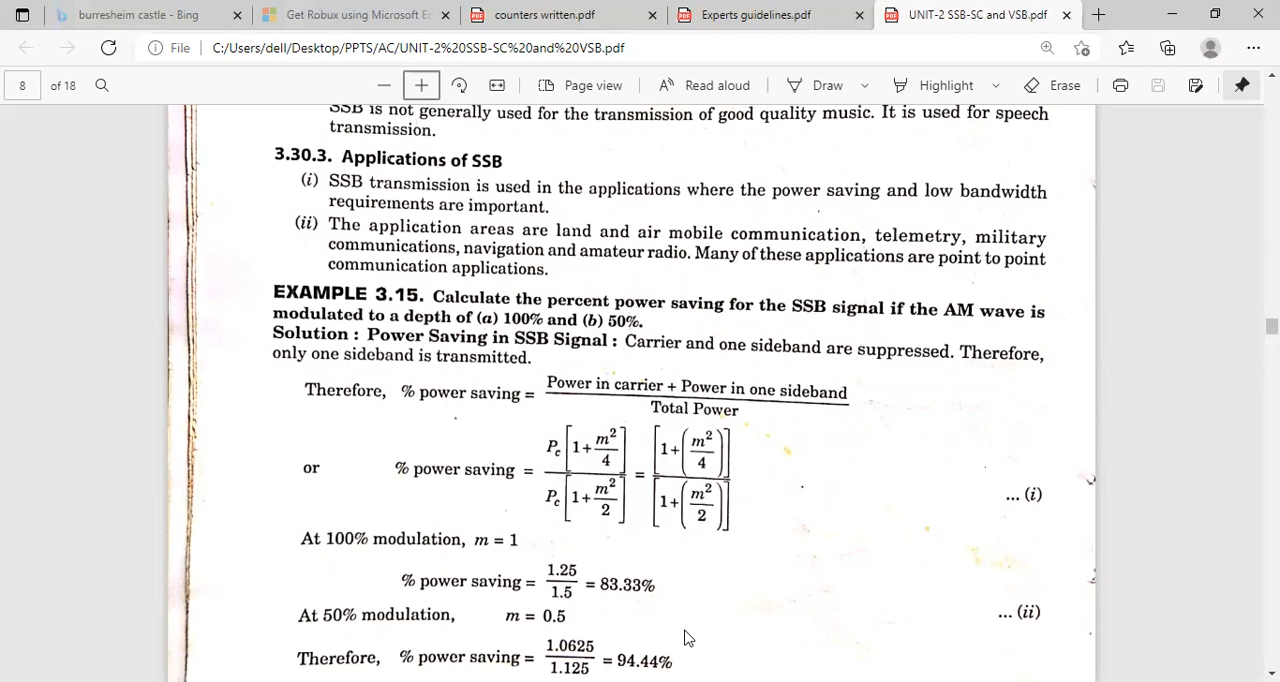 burresheim castle - Bing
Get Robux using Microsoft Ec
counters written.pdf
Experts guidelines.pdf
UNIT-2 SSB-SC and VSB.pdf
File C:/Users/dell/Desktop/PPTS/AC/UNIT-2%20SSB-SC%20and%20VSB.pdf
8 of 18
Page view
Read aloud
Draw
Highlight
Erase
SSB is not generally used for the transmission of good quality music. It is used for speech
transmission.
3.30.3. Applications of SSB
(i) SSB transmission is used in the applications where the power saving and low bandwidth
requirements are important.
(ii) The application areas are land and air mobile communication, telemetry, military
communications, navigation and amateur radio. Many of these applications are point to point
communication applications.
EXAMPLE 3.15. Calculate the percent power saving for the SSB signal if the AM wave is
modulated to a depth of (a) 100% and (b) 50%.
Solution : Power Saving in SSB Signal : Carrier and one sideband are suppressed. Therefore,
only one sideband is transmitted.
Therefore, % power saving = Power in carrier + Power in one sideband
Total Power
or % power saving = Pc[1+m²/4] / Pc[1+m²/2] = [1+(m²/4)] / [1+(m²/2)] ... (i)
At 100% modulation, m = 1
% power saving = 1.25/1.5 = 83.33%
At 50% modulation, m = 0.5 ... (ii)
Therefore, % power saving = 1.0625/1.125 = 94.44%